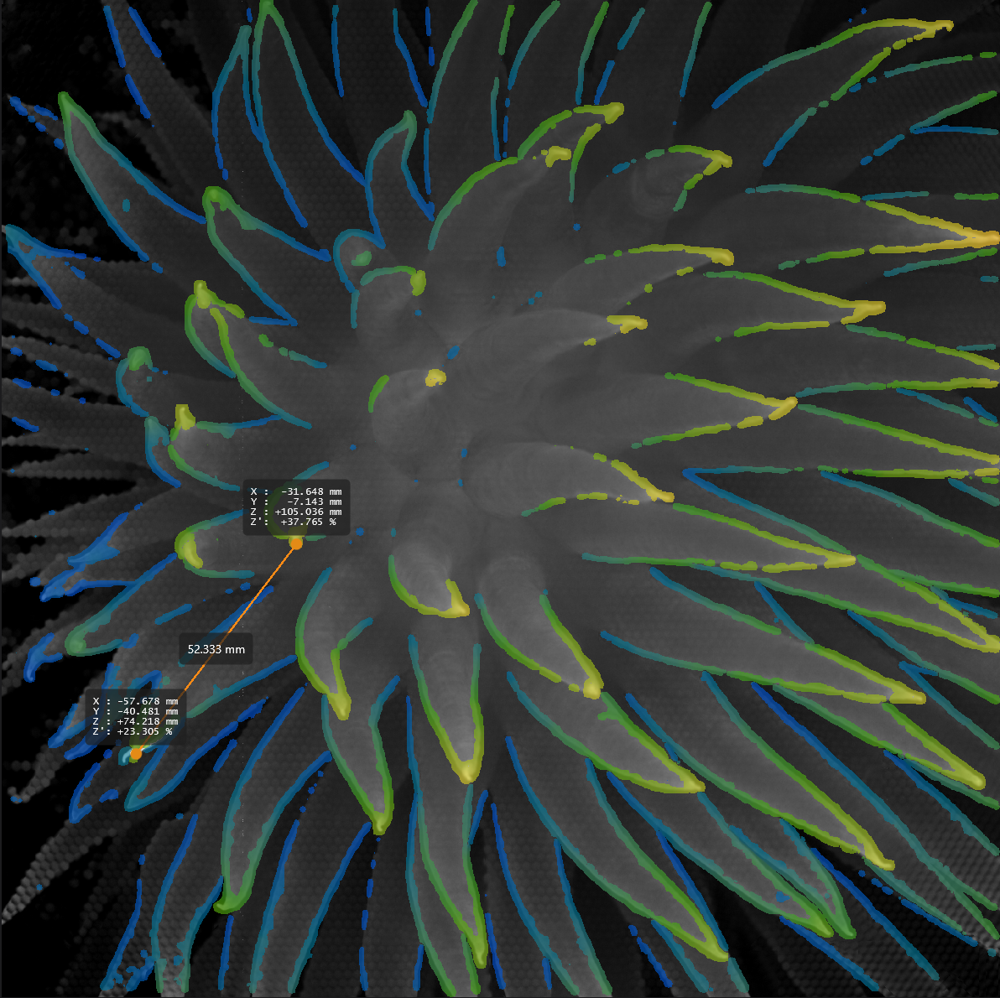 X : -31.648 mm
Y : -7.143 mm
Z : +105.036 mm
Z': +37.765 %
52.333 mm
X : -57.678 mm
Y : -40.481 mm
Z : +74.218 mm
Z': +23.305 %